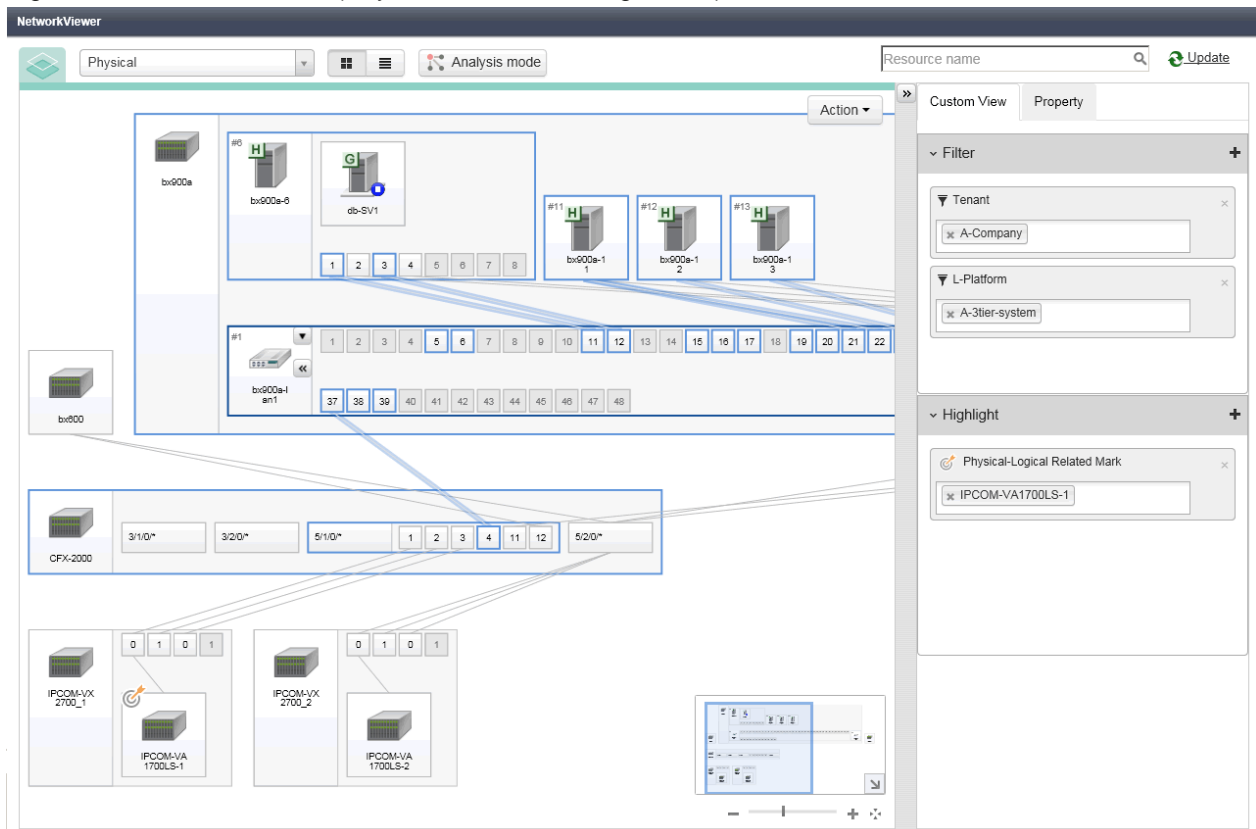 NetworkViewer
Physical
Analysis mode
Resource name
Update
Action
Custom View Property
Filter
Tenant
A-Company
L-Platform
A-3tier-system
Highlight
Physical-Logical Related Mark
IPCOM-VA1700LS-1
bx900a
#6
H
bx900a-6
G
db-SV1
1 2 3 4 5 6 7 8
#11
H
bx900a-1
1
#12
H
bx900a-1
2
#13
H
bx900a-1
3
#1
bx900a-l
an1
1 2 3 4 5 6 7 8 9 10 11 12 13 14 15 16 17 18 19 20 21 22
37 38 39 40 41 42 43 44 45 46 47 48
bx600
CFX-2000
3/1/0/*
3/2/0/*
5/1/0/*
1 2 3 4 11 12
5/2/0/*
IPCOM-VX
2700_1
0 1 0 1
IPCOM-VA
1700LS-1
IPCOM-VX
2700_2
0 1 0 1
IPCOM-VA
1700LS-2